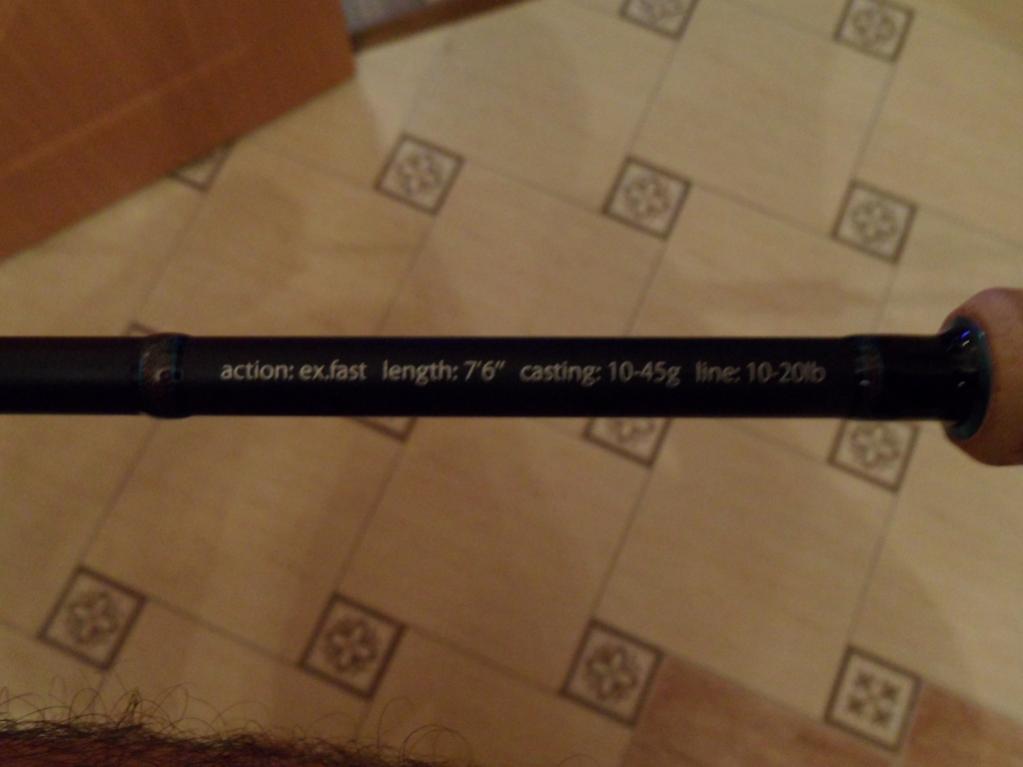 action: ex.fast length: 7'6" casting: 10-45g line: 10-20lb